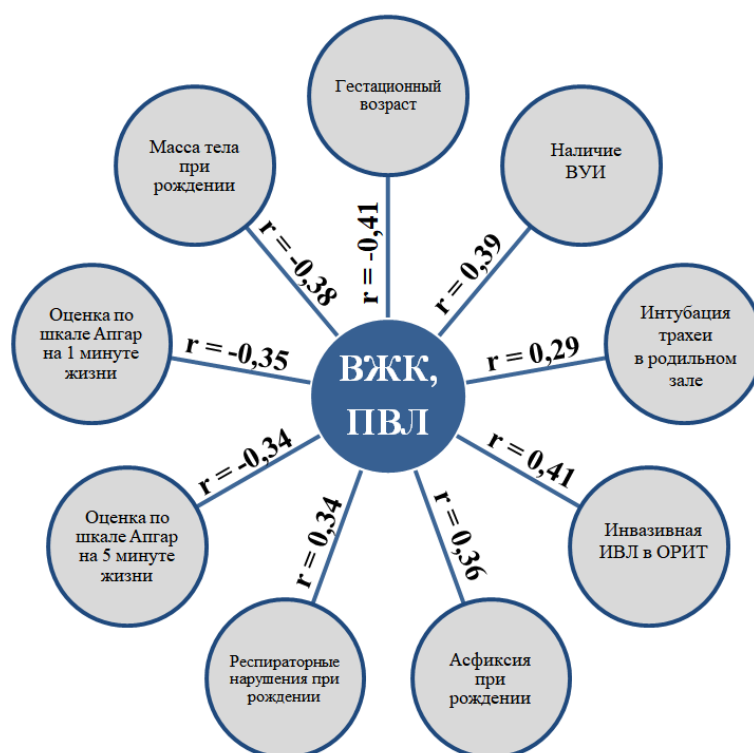 Гестационный
возраст
r = -0,41
Наличие
ВУИ
r = 0,39
Интубация
трахеи
в родильном
зале
r = 0,29
Инвазивная
ИВЛ в ОРИТ
r = 0,41
Асфиксия
при
рождении
r = 0,36
Респираторные
нарушения при
рождении
r = 0,34
Оценка по
шкале Апгар
на 5 минуте
жизни
r = -0,34
Оценка по
шкале Апгар
на 1 минуте
жизни
r = -0,35
Масса тела
при
рождении
r = -0,38
ВЖК,
ПВЛ